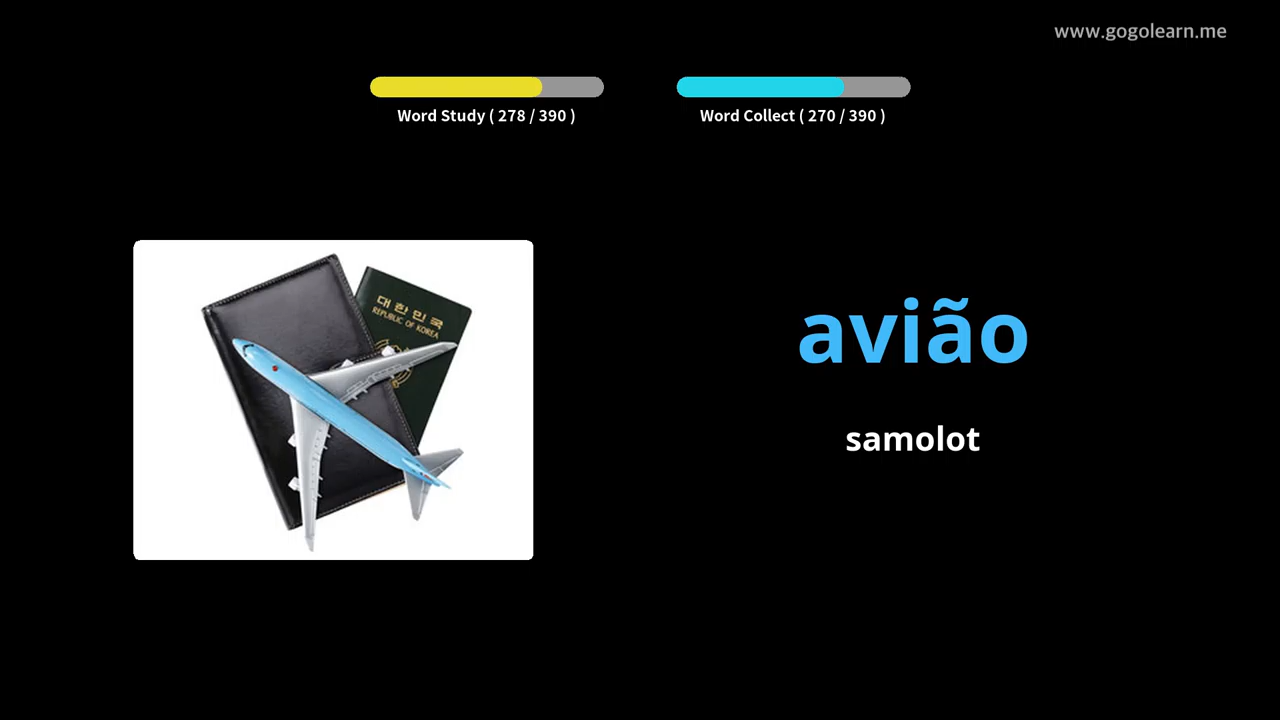 www.gogolearn.me
Word Study ( 278 / 390 )
Word Collect ( 270 / 390 )
대한민국
REPUBLIC OF KOREA
avião
samolot